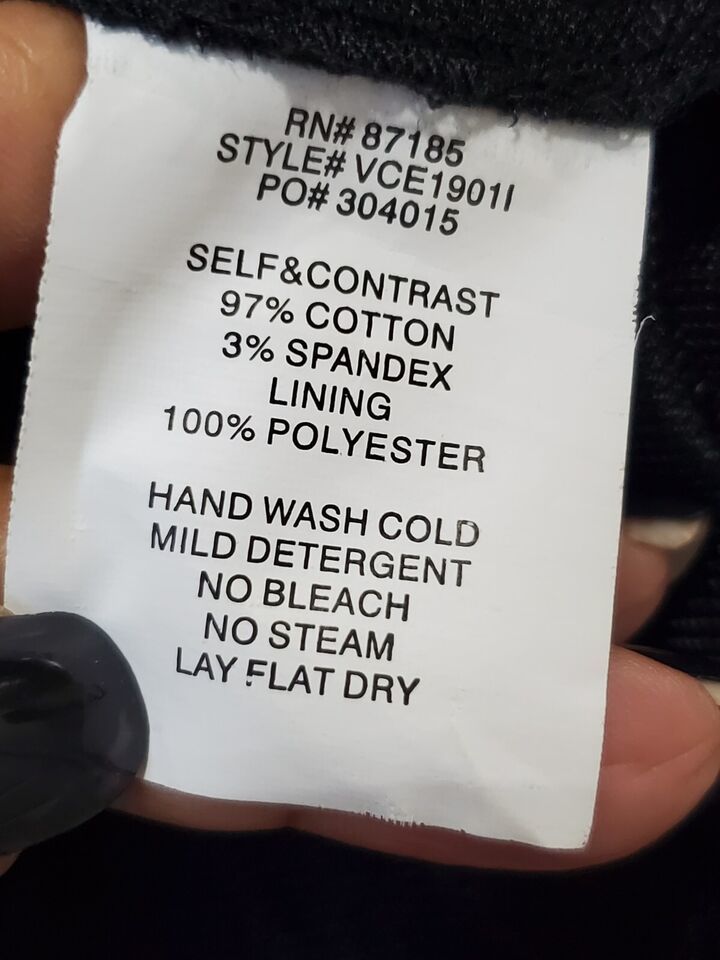 RN# 87185
STYLE# VCE1901I
PO# 304015
SELF&CONTRAST
97% COTTON
3% SPANDEX
LINING
100% POLYESTER
HAND WASH COLD
MILD DETERGENT
NO BLEACH
NO STEAM
LAY FLAT DRY